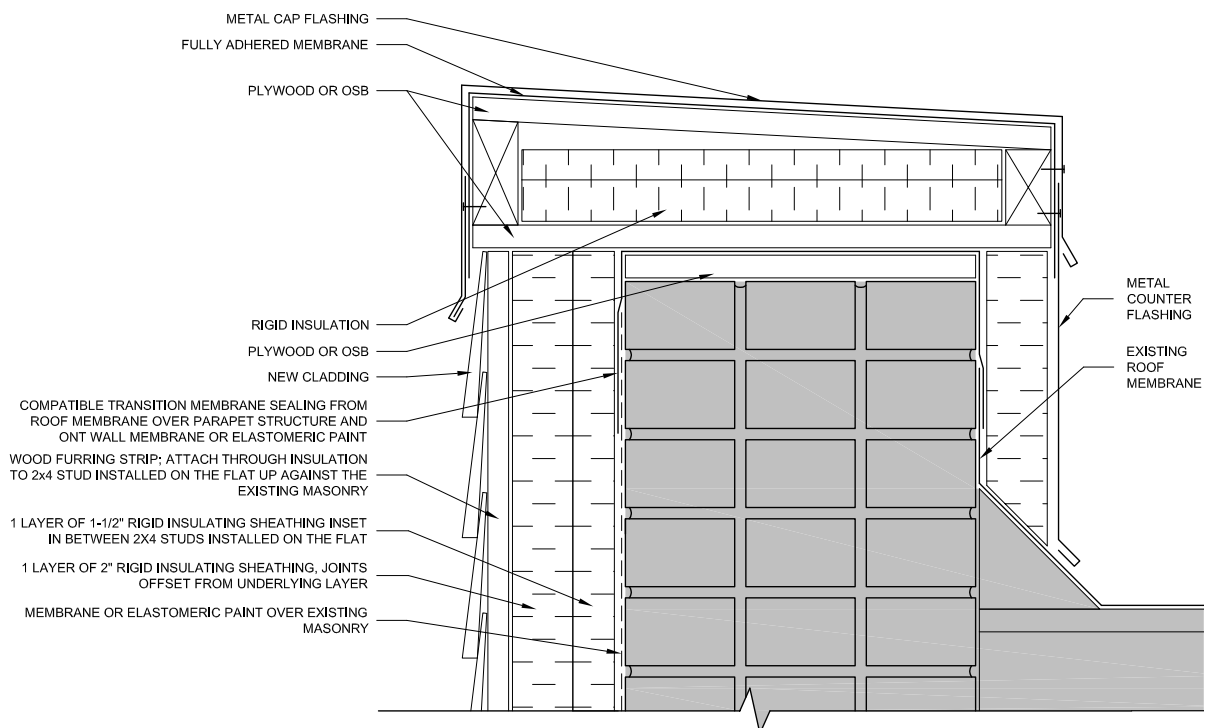 METAL CAP FLASHING
FULLY ADHERED MEMBRANE
PLYWOOD OR OSB
RIGID INSULATION
PLYWOOD OR OSB
NEW CLADDING
COMPATIBLE TRANSITION MEMBRANE SEALING FROM
ROOF MEMBRANE OVER PARAPET STRUCTURE AND
ONT WALL MEMBRANE OR ELASTOMERIC PAINT
WOOD FURRING STRIP; ATTACH THROUGH INSULATION
TO 2x4 STUD INSTALLED ON THE FLAT UP AGAINST THE
EXISTING MASONRY
1 LAYER OF 1-1/2" RIGID INSULATING SHEATHING INSET
IN BETWEEN 2X4 STUDS INSTALLED ON THE FLAT
1 LAYER OF 2" RIGID INSULATING SHEATHING, JOINTS
OFFSET FROM UNDERLYING LAYER
MEMBRANE OR ELASTOMERIC PAINT OVER EXISTING
MASONRY
METAL
COUNTER
FLASHING
EXISTING
ROOF
MEMBRANE